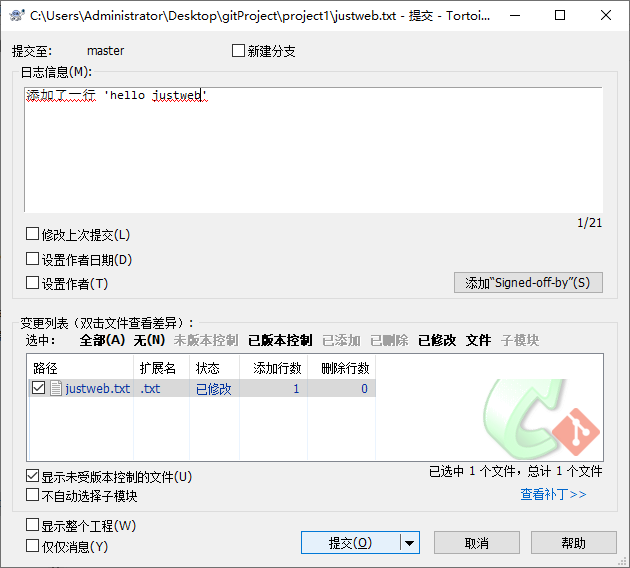 C:\Users\Administrator\Desktop\gitProject\project1\justweb.txt - 提交 - Tortoi...
提交至: master 新建分支
日志信息(M):
添加了一行 'hello justweb'
1/21
修改上次提交(L)
设置作者日期(D)
设置作者(T) 添加“Signed-off-by”(S)
变更列表（双击文件查看差异）:
选中: 全部(A) 无(N) 未版本控制 已版本控制 已添加 已删除 已修改 文件 子模块
路径 扩展名 状态 添加行数 删除行数
justweb.txt .txt 已修改 1 0
已选中 1 个文件，总计 1 个文件
显示未受版本控制的文件(U)
不自动选择子模块 查看补丁>>
显示整个工程(W)
仅仅消息(Y) 提交(O) 取消 帮助